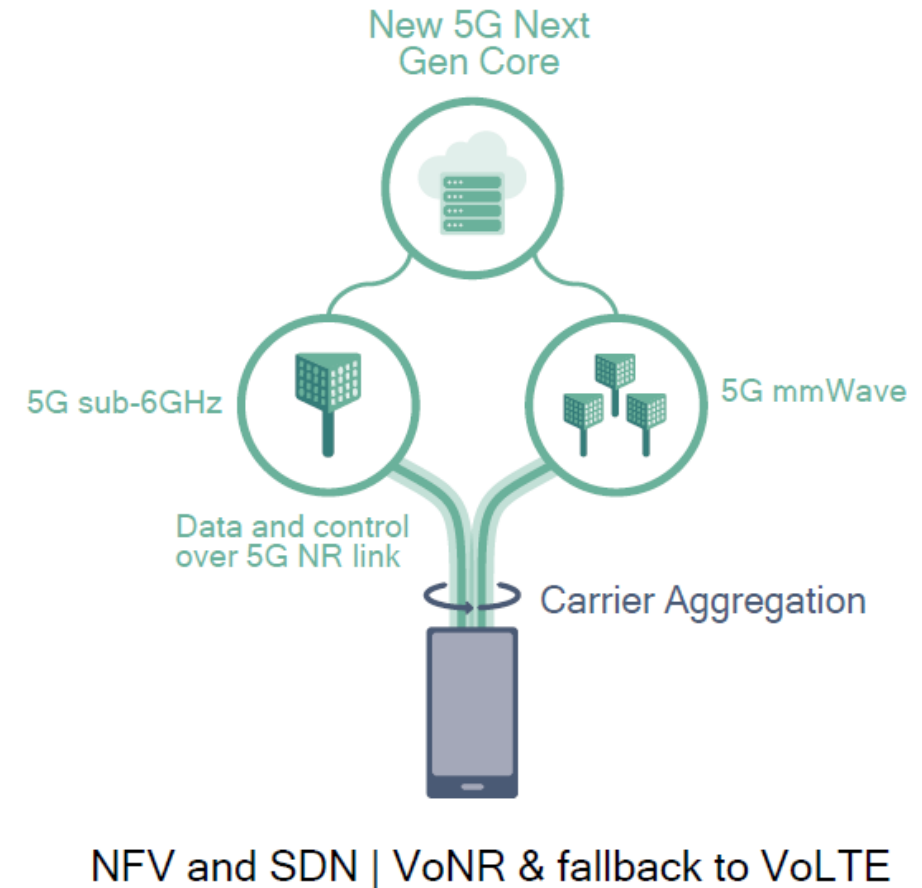 New 5G Next
Gen Core
5G sub-6GHz
5G mmWave
Data and control
over 5G NR link
Carrier Aggregation
NFV and SDN | VoNR & fallback to VoLTE